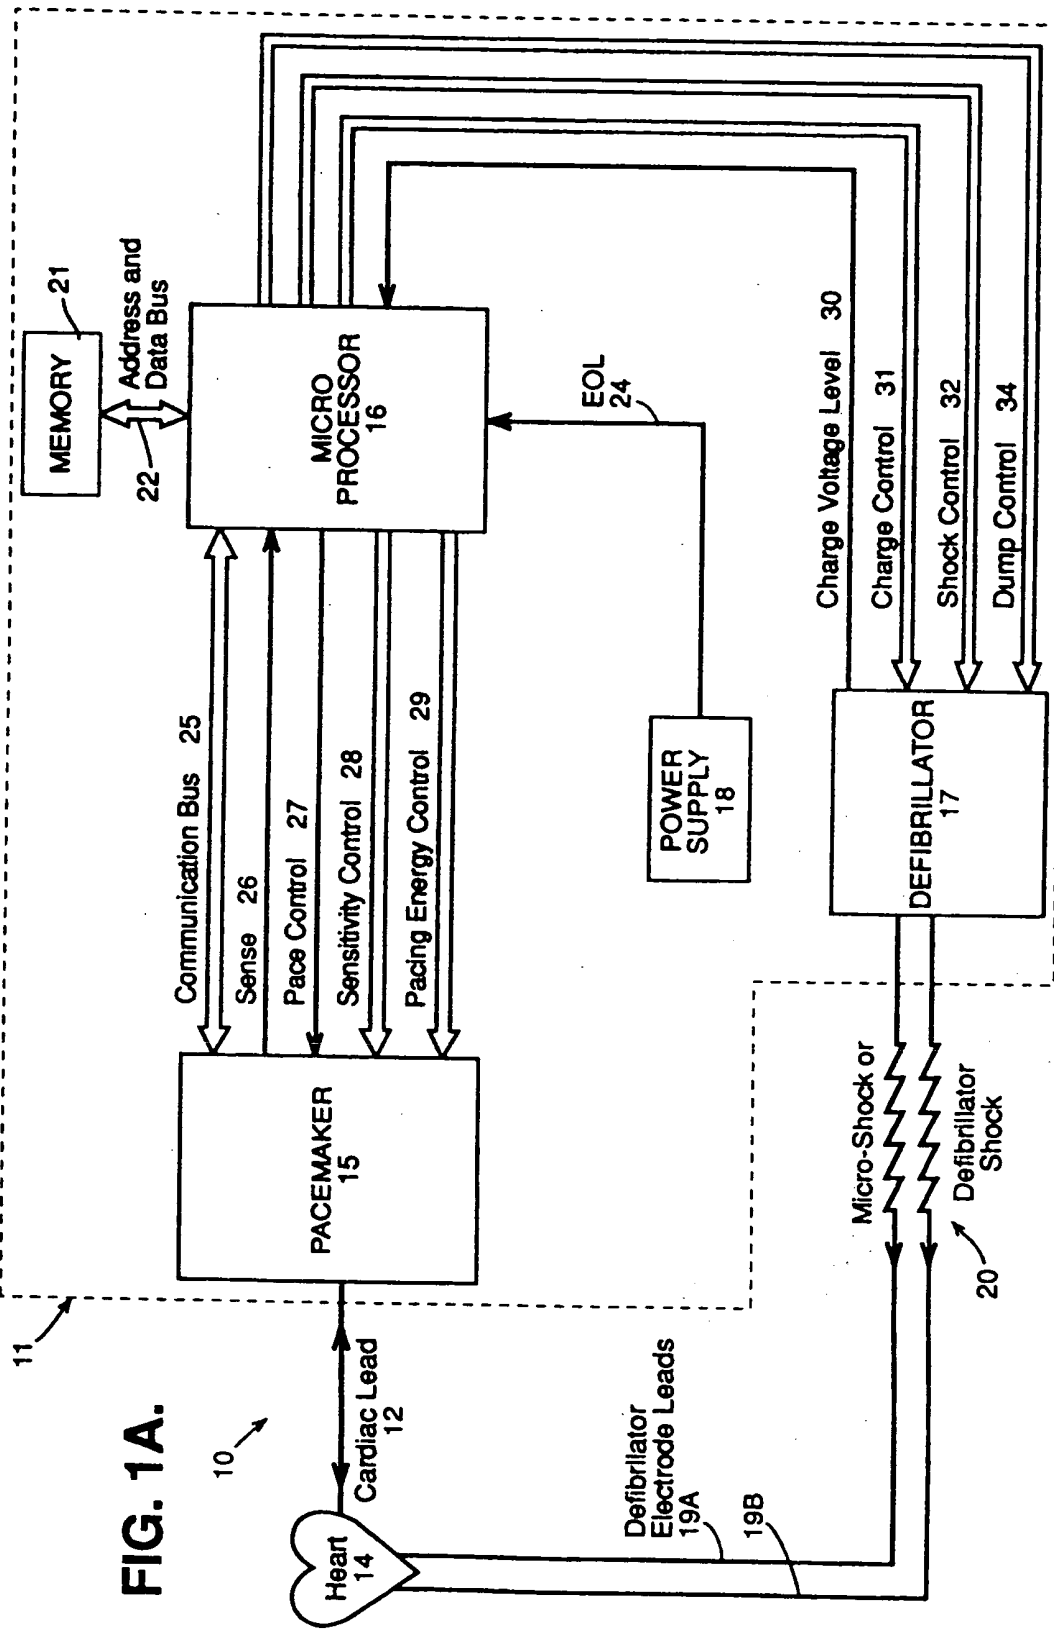 FIG. 1A.
10
11
Heart
14
Cardiac Lead
12
PACEMAKER
15
Communication Bus 25
Sense 26
Pace Control 27
Sensitivity Control 28
Pacing Energy Control 29
MEMORY
21
22
Address and
Data Bus
MICRO
PROCESSOR
16
EOL
24
POWER
SUPPLY
18
Charge Voltage Level 30
Charge Control 31
Shock Control 32
Dump Control 34
DEFIBRILLATOR
17
Micro-Shock or
Defibrillator
Shock
20
Defibrillator
Electrode Leads
19A
19B